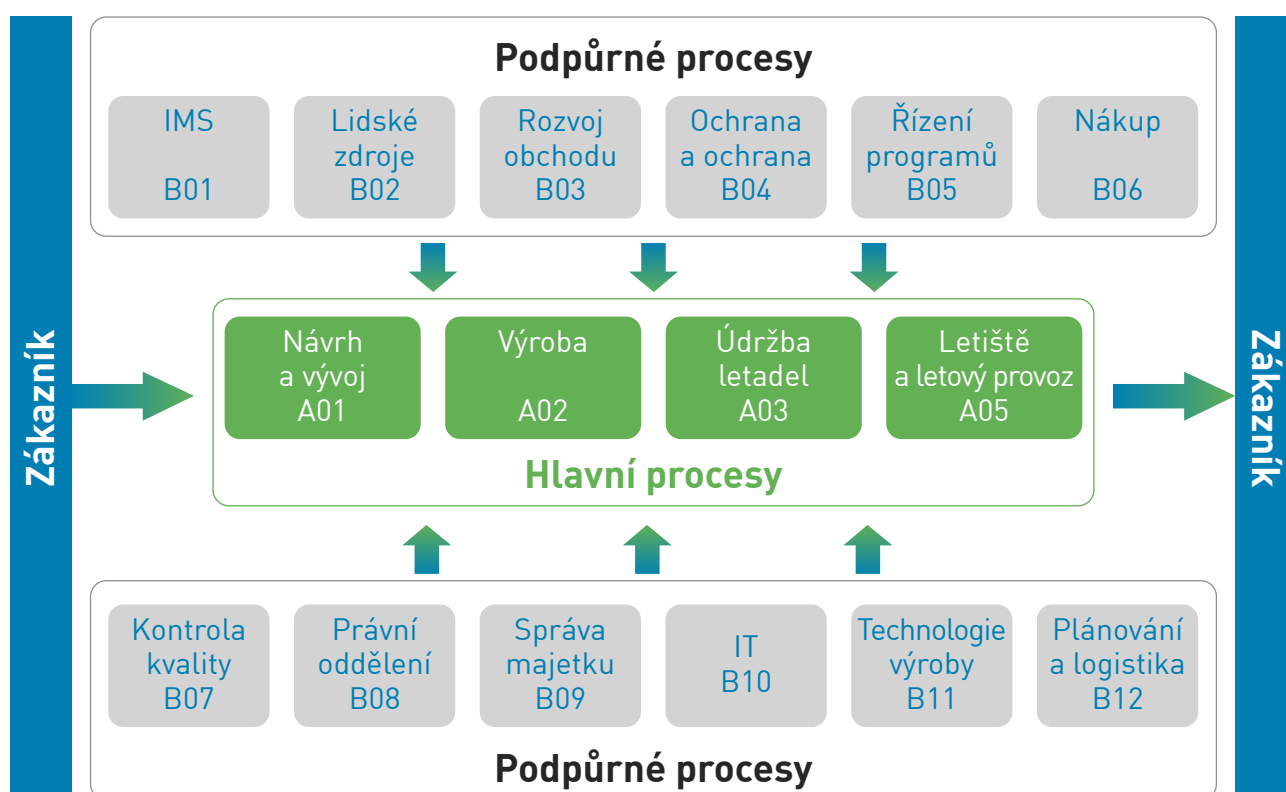 Podpůrné procesy
IMS
B01
Lidské
zdroje
B02
Rozvoj
obchodu
B03
Ochrana
a ochrana
B04
Řízení
programů
B05
Nákup
B06
Zákazník
Návrh
a vývoj
A01
Výroba
A02
Údržba
letadel
A03
Letiště
a letový provoz
A05
Hlavní procesy
Zákazník
Kontrola
kvality
B07
Právní
oddělení
B08
Správa
majetku
B09
IT
B10
Technologie
výroby
B11
Plánování
a logistika
B12
Podpůrné procesy